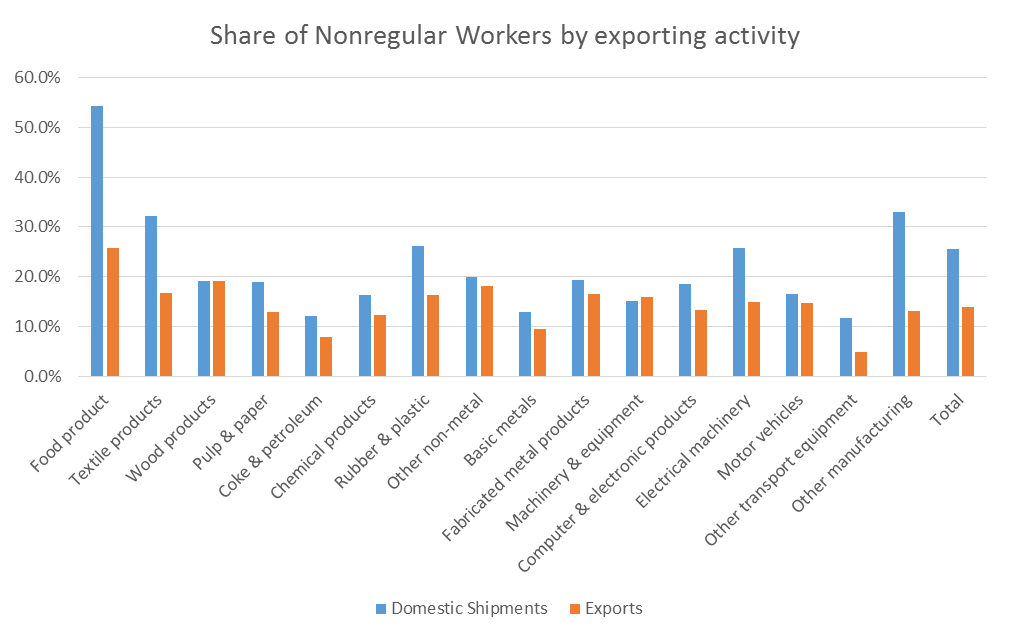 Share of Nonregular Workers by exporting activity
60.0%
50.0%
40.0%
30.0%
20.0%
10.0%
0.0%
Food product
Textile products
Wood products
Pulp & paper
Coke & petroleum
Chemical products
Rubber & plastic
Other non-metal
Basic metals
Fabricated metal products
Machinery & equipment
Computer & electronic products
Electrical machinery
Motor vehicles
Other transport equipment
Other manufacturing
Total
Domestic Shipments
Exports